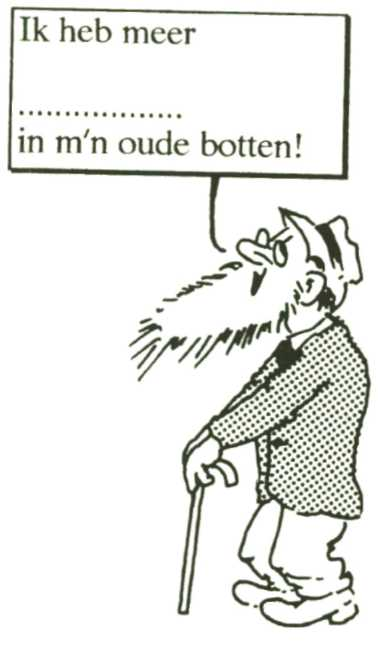 Ik heb meer
..................
in m'n oude botten!